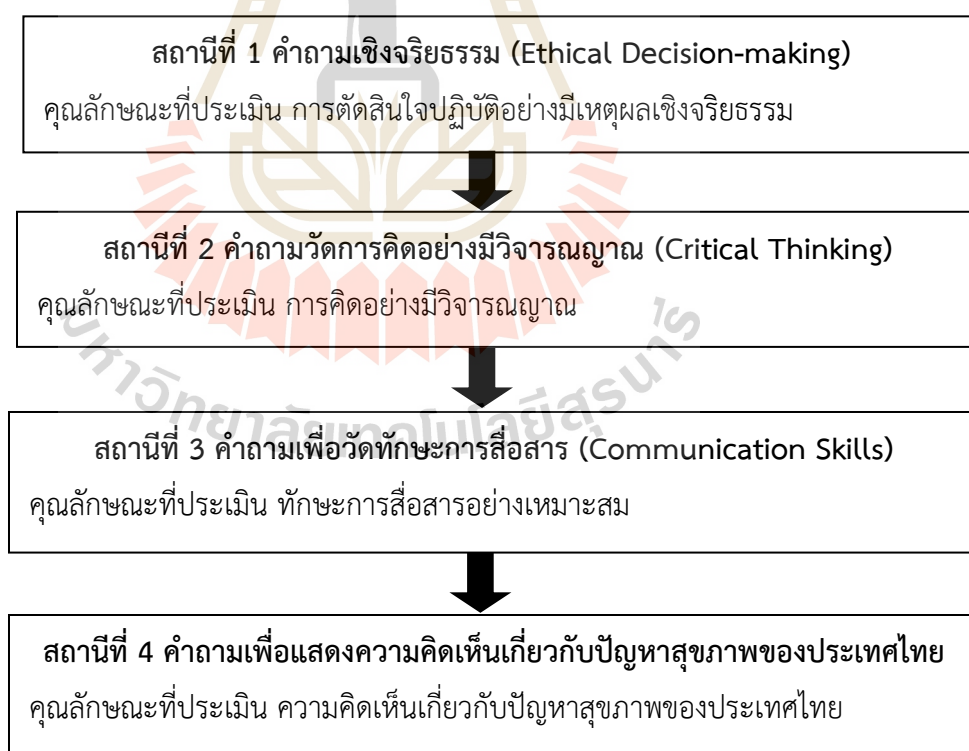 สถานีที่ 1 คำถามเชิงจริยธรรม (Ethical Decision-making)
คุณลักษณะที่ประเมิน การตัดสินใจปฏิบัติอย่างมีเหตุผลเชิงจริยธรรม
สถานีที่ 2 คำถามวัดการคิดอย่างมีวิจารณญาณ (Critical Thinking)
คุณลักษณะที่ประเมิน การคิดอย่างมีวิจารณญาณ
สถานีที่ 3 คำถามเพื่อวัดทักษะการสื่อสาร (Communication Skills)
คุณลักษณะที่ประเมิน ทักษะการสื่อสารอย่างเหมาะสม
สถานีที่ 4 คำถามเพื่อแสดงความคิดเห็นเกี่ยวกับปัญหาสุขภาพของประเทศไทย
คุณลักษณะที่ประเมิน ความคิดเห็นเกี่ยวกับปัญหาสุขภาพของประเทศไทย